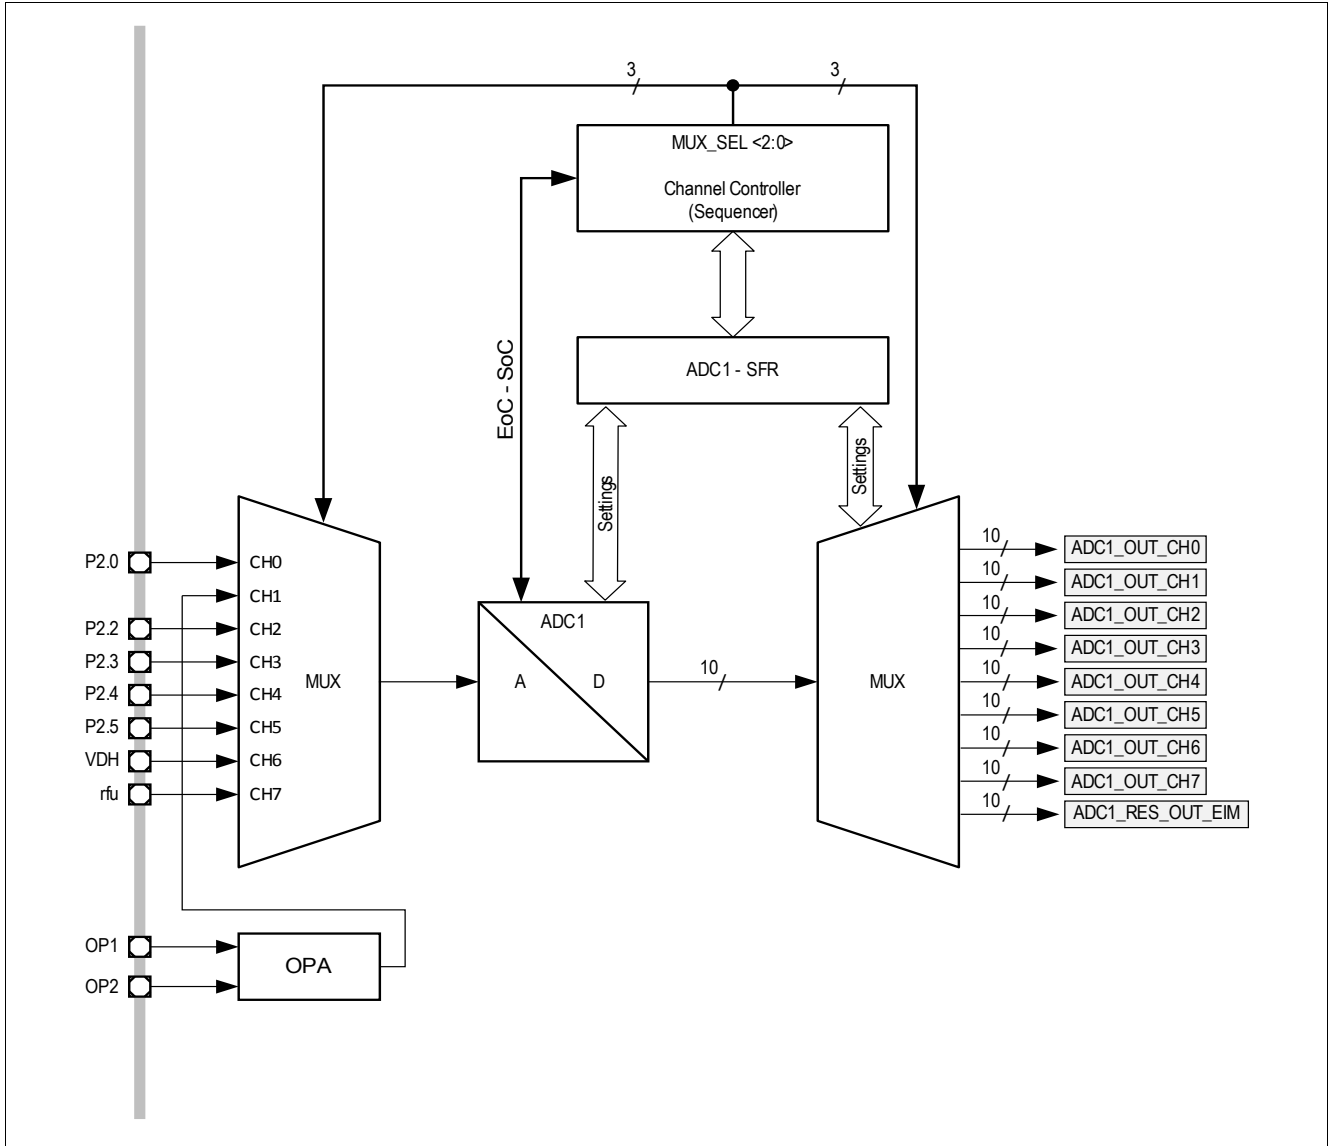 3
3
MUX_SEL <2:0>
Channel Controller
(Sequencer)
EoC - SoC
ADC1 - SFR
Settings
Settings
P2.0
P2.2
P2.3
P2.4
P2.5
VDH
rfu
CH0
CH1
CH2
CH3
CH4
CH5
CH6
CH7
MUX
ADC1
A
D
10
MUX
10
ADC1_OUT_CH0
10
ADC1_OUT_CH1
10
ADC1_OUT_CH2
10
ADC1_OUT_CH3
10
ADC1_OUT_CH4
10
ADC1_OUT_CH5
10
ADC1_OUT_CH6
10
ADC1_OUT_CH7
10
ADC1_RES_OUT_EIM
OP1
OP2
OPA